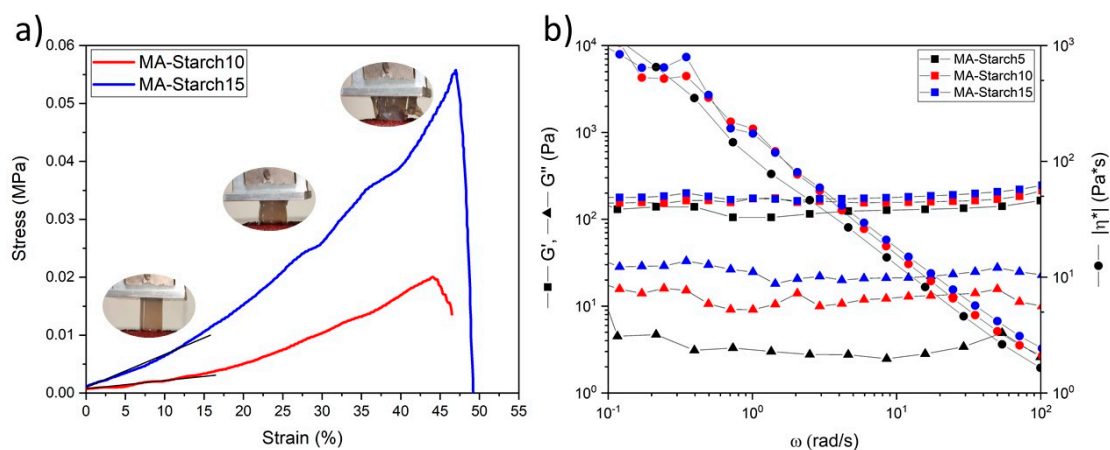 a)
0.06
0.05
0.04
0.03
0.02
0.01
0.00
Stress (MPa)
0 5 10 15 20 25 30 35 40 45 50 55
Strain (%)
MA-Starch10
MA-Starch15
b)
10⁴
10³
10²
10¹
10⁰
G', G'' (Pa)
10⁻¹ 10⁰ 10¹ 10²
ω (rad/s)
MA-Starch5
MA-Starch10
MA-Starch15
10³
10²
10¹
10⁰
|η*| (Pa*s)